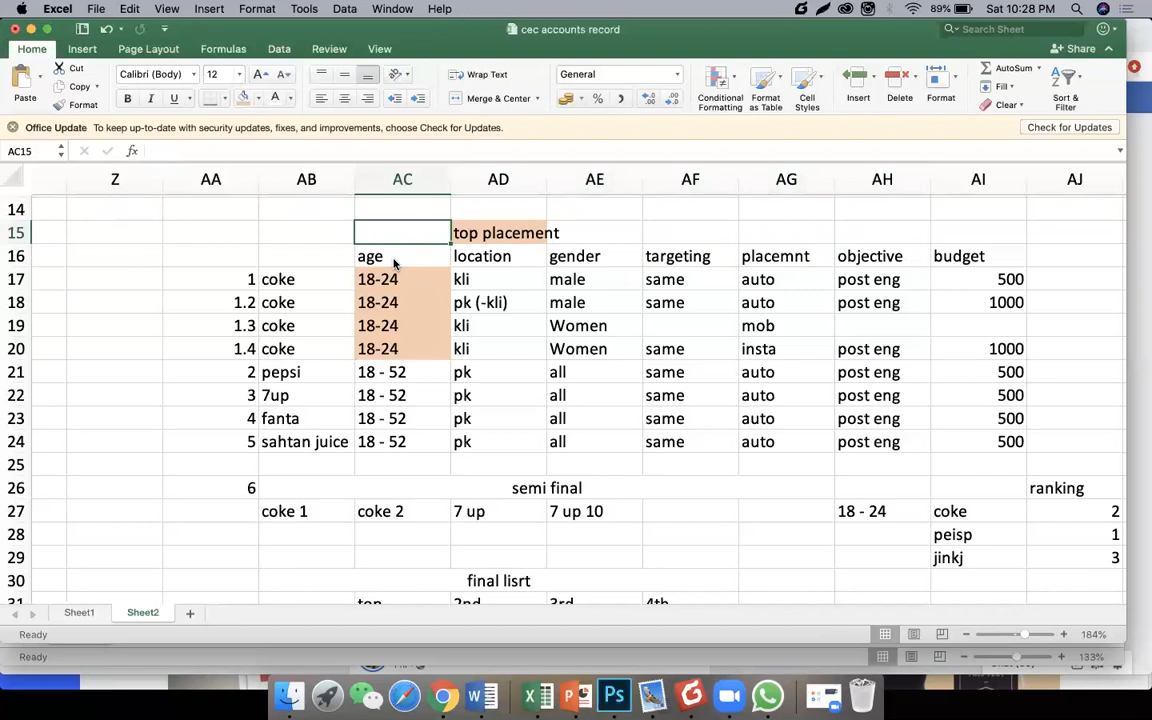 Excel File Edit View Insert Format Tools Data Window Help 89% Sat 10:28 PM
cec accounts record Search Sheet
Home Insert Page Layout Formulas Data Review View Share
Paste Cut Copy Format Calibri (Body) 12 Wrap Text General Conditional Formatting Format as Table Cell Styles Insert Delete Format AutoSum Fill Clear Sort & Filter
B I U A Merge & Center %
Office Update To keep up-to-date with security updates, fixes, and improvements, choose Check for Updates. Check for Updates
AC15 fx
Z AA AB AC AD AE AF AG AH AI AJ
14
15 top placement
16 age location gender targeting placemnt objective budget
17 1 coke 18-24 kli male same auto post eng 500
18 1.2 coke 18-24 pk (-kli) male same auto post eng 1000
19 1.3 coke 18-24 kli Women mob
20 1.4 coke 18-24 kli Women same insta post eng 1000
21 2 pepsi 18 - 52 pk all same auto post eng 500
22 3 7up 18 - 52 pk all same auto post eng 500
23 4 fanta 18 - 52 pk all same auto post eng 500
24 5 sahtan juice 18 - 52 pk all same auto post eng 500
25
26 6 semi final ranking
27 coke 1 coke 2 7 up 7 up 10 18 - 24 coke 2
28 peisp 1
29 jinkj 3
30 final lisrt
31 top 2nd 3rd 4th
Sheet1 Sheet2
Ready 184%
Ready 133%